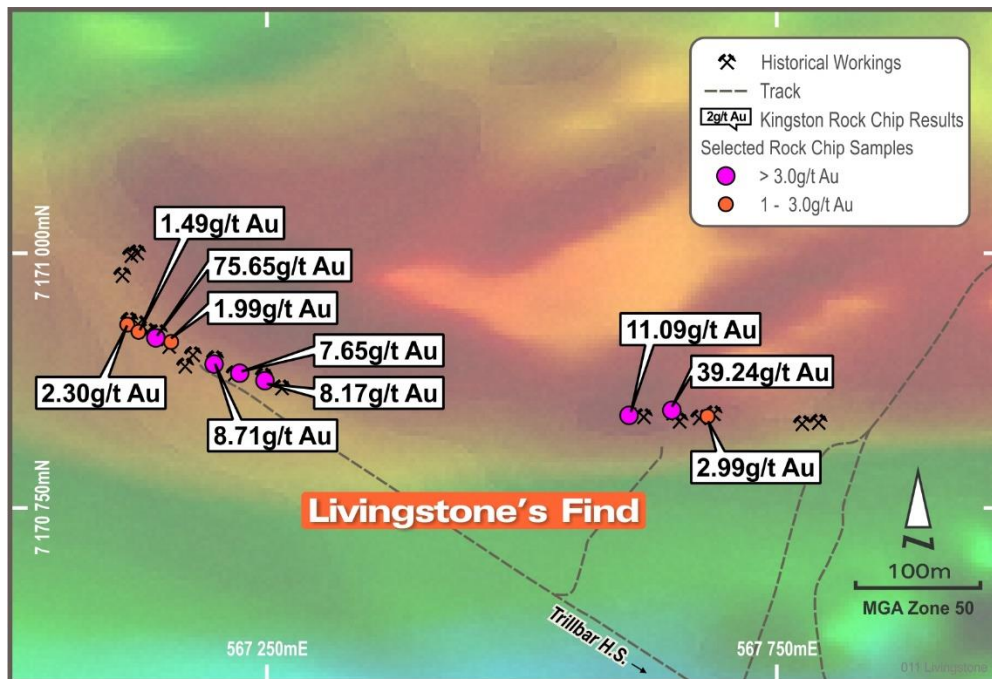 Historical Workings
Track
2g/t Au Kingston Rock Chip Results
Selected Rock Chip Samples
> 3.0g/t Au
1 - 3.0g/t Au
7 171 000mN
1.49g/t Au
75.65g/t Au
1.99g/t Au
7.65g/t Au
8.17g/t Au
2.30g/t Au
8.71g/t Au
11.09g/t Au
39.24g/t Au
2.99g/t Au
7 170 750mN
Livingstone's Find
N
100m
MGA Zone 50
Trillbar H.S.
567 250mE
567 750mE
011 Livingstone